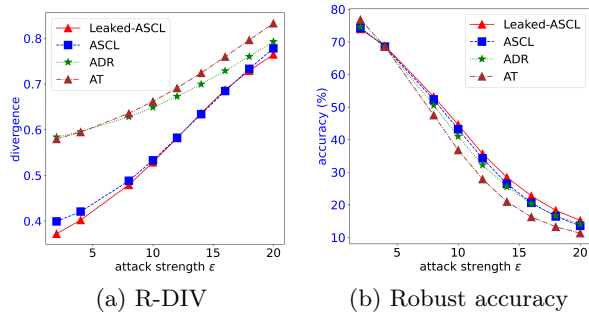 Leaked-ASCL
ASCL
ADR
AT
0.8
0.7
0.6
0.5
0.4
divergence
5
10
15
20
attack strength ε
(a) R-DIV
Leaked-ASCL
ASCL
ADR
AT
80
70
60
50
40
30
20
10
accuracy (%)
5
10
15
20
attack strength ε
(b) Robust accuracy